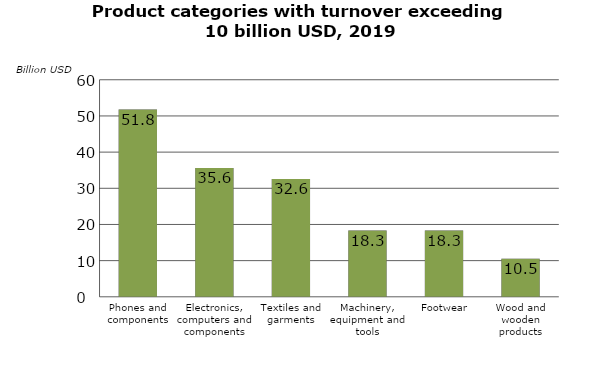 Product categories with turnover exceeding
10 billion USD, 2019
Billion USD
60
50
40
30
20
10
0
51.8
35.6
32.6
18.3
18.3
10.5
Phones and
components
Electronics,
computers and
components
Textiles and
garments
Machinery,
equipment and
tools
Footwear
Wood and
wooden
products